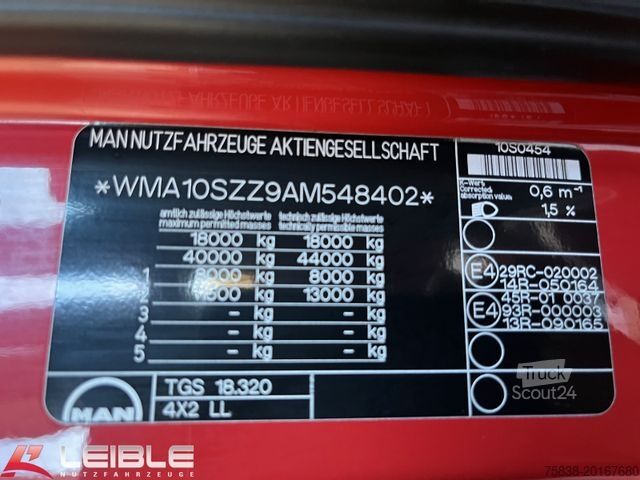 MAN NUTZFAHRZEUGE AKTIENGESELLSCHAFT
*WMA10SZZ9AM548402*
amtlich zulässige Höchstwerte technisch zulässige Höchstwerte
maximum permitted masses technically permissible masses
18000 kg 18000 kg
40000 kg 44000 kg
1 8000 kg 8000 kg
2 kg 13000 kg
3 - kg - kg
4 - kg - kg
5 - kg - kg
MAN
TGS 18.320
4X2 LL
10S0454
K-Wert
Corrected absorption value
0,6 m⁻¹
1,5 %
E4 29RC-020002
14R-050164
45R-01 0037
E4 93R-000003
13R-090165
Truck
Scout24
LEIBLE
NUTZFAHRZEUGE
75838-20167680